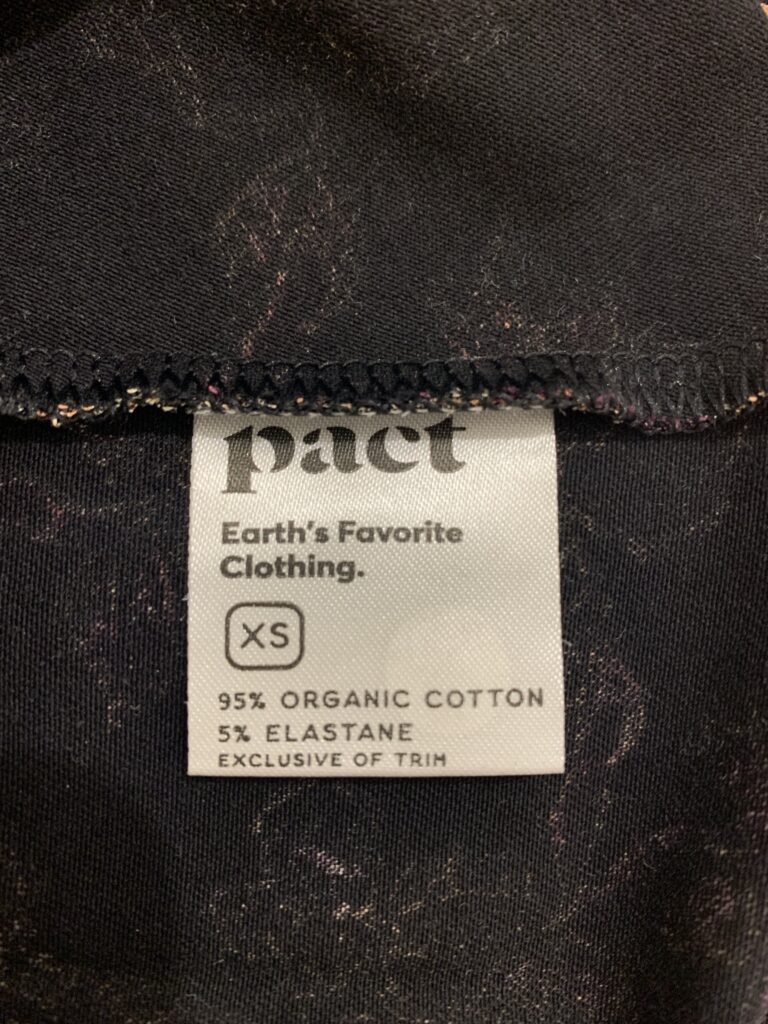 pact
Earth's Favorite
Clothing.
XS
95% ORGANIC COTTON
5% ELASTANE
EXCLUSIVE OF TRIM